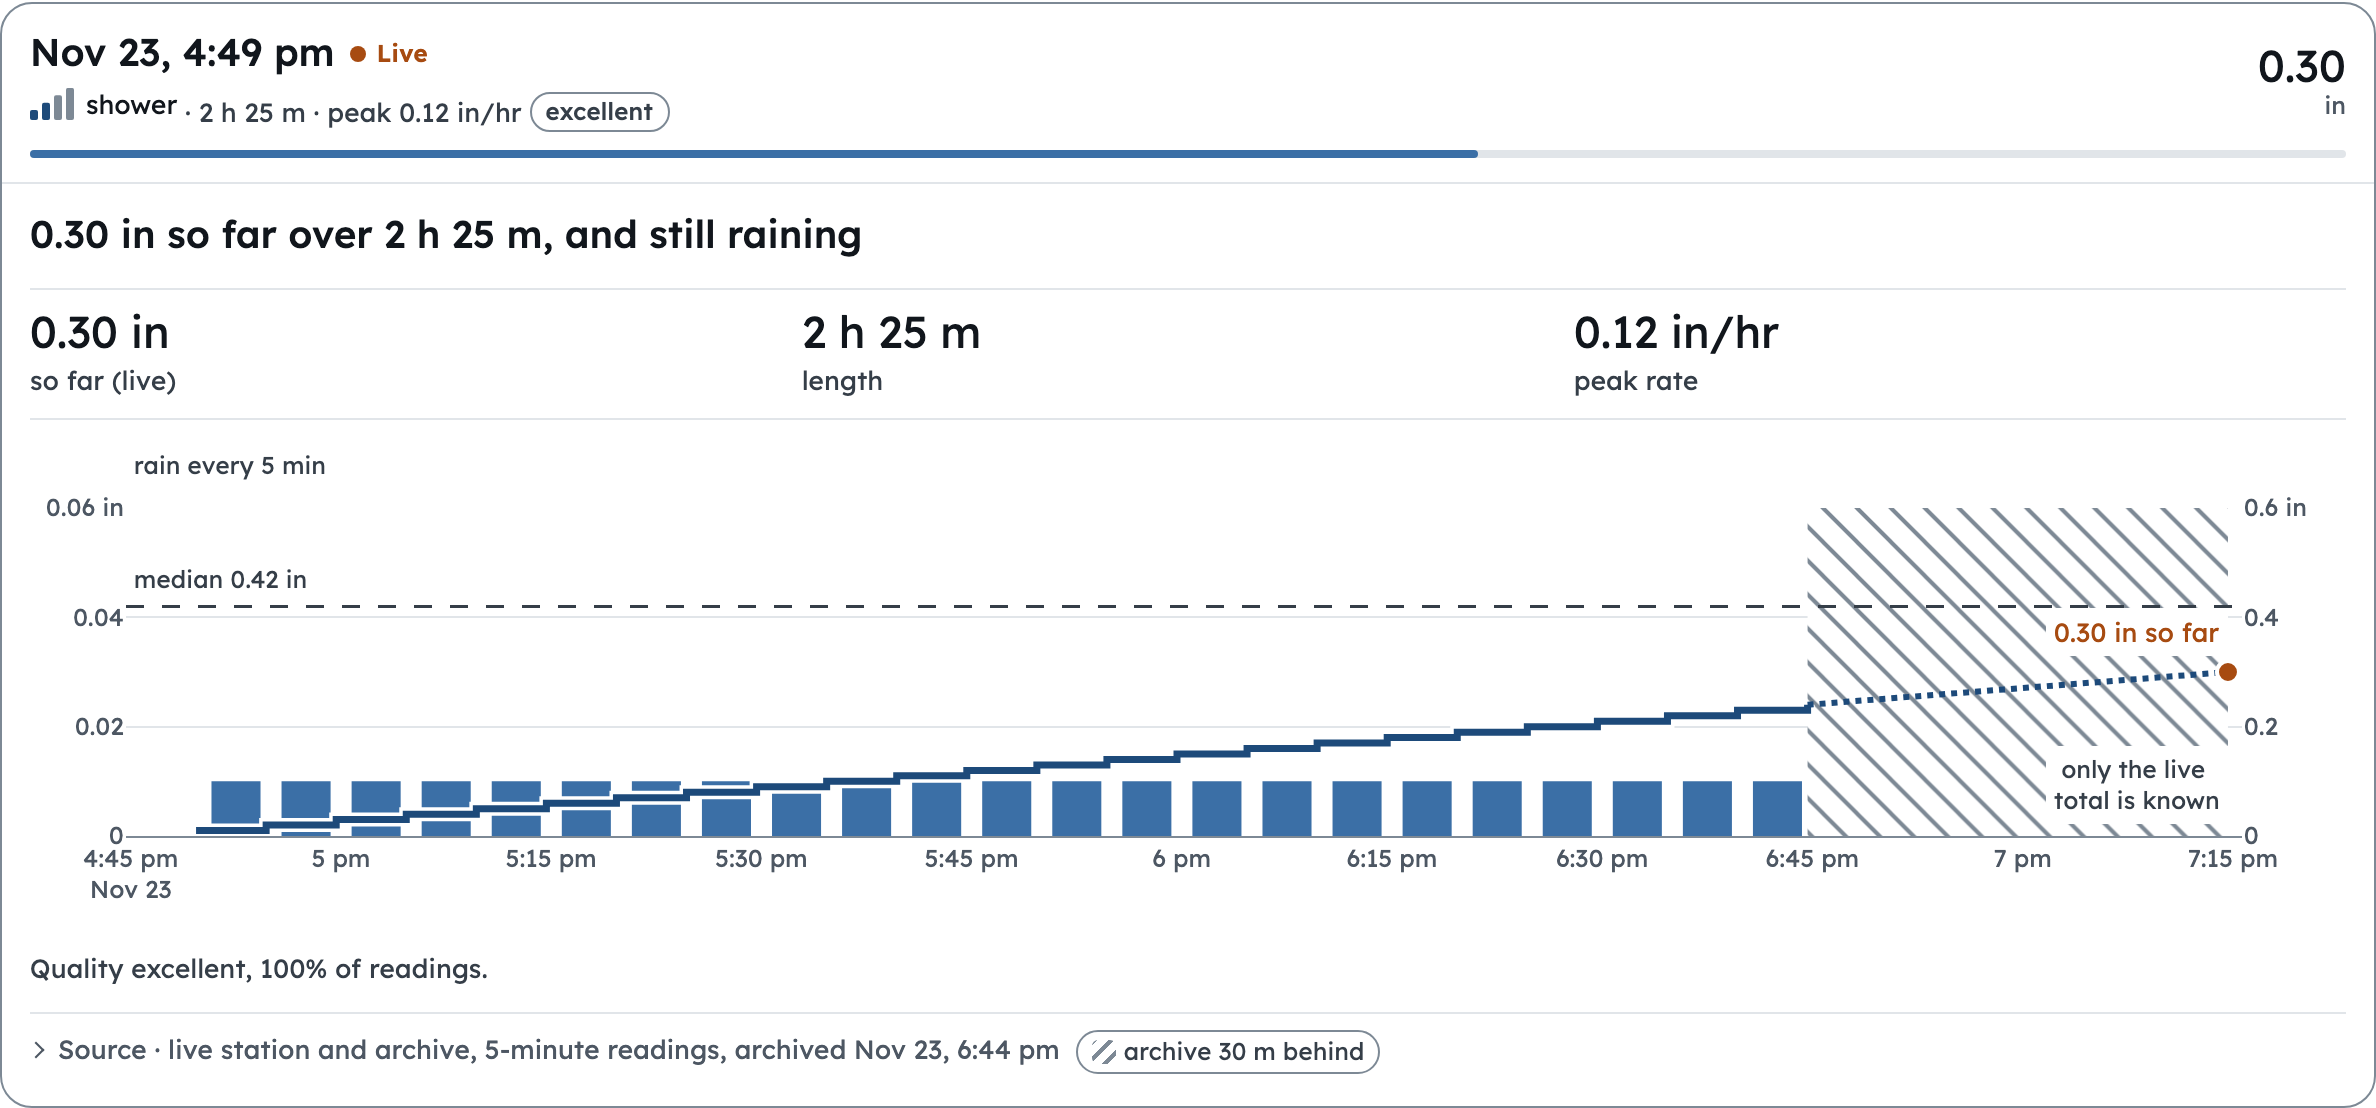 Nov 23, 4:49 pm ● Live
0.30
in
shower · 2 h 25 m · peak 0.12 in/hr excellent
0.30 in so far over 2 h 25 m, and still raining
0.30 in
so far (live)
2 h 25 m
length
0.12 in/hr
peak rate
rain every 5 min
0.06 in
0.6 in
median 0.42 in
0.04
0.4
0.30 in so far
0.02
0.2
only the live
total is known
0
0
4:45 pm 5 pm 5:15 pm 5:30 pm 5:45 pm 6 pm 6:15 pm 6:30 pm 6:45 pm 7 pm 7:15 pm
Nov 23
Quality excellent, 100% of readings.
Source · live station and archive, 5-minute readings, archived Nov 23, 6:44 pm archive 30 m behind